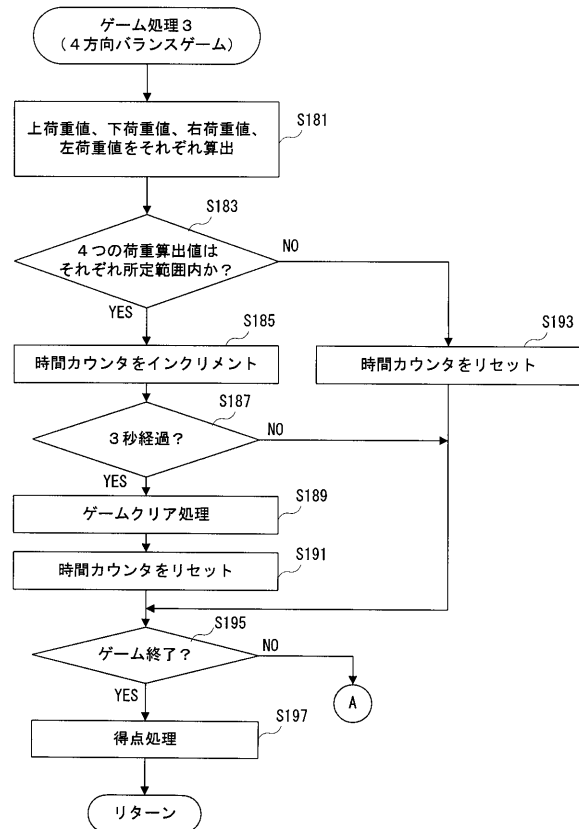 ゲーム処理3
(4方向バランスゲーム)
上荷重値、下荷重値、右荷重値、
左荷重値をそれぞれ算出
S181
4つの荷重算出値は
それぞれ所定範囲内か?
S183
NO
YES
時間カウンタをインクリメント
S185
時間カウンタをリセット
S193
3秒経過?
S187
NO
YES
ゲームクリア処理
S189
時間カウンタをリセット
S191
ゲーム終了?
S195
NO
YES
A
得点処理
S197
リターン